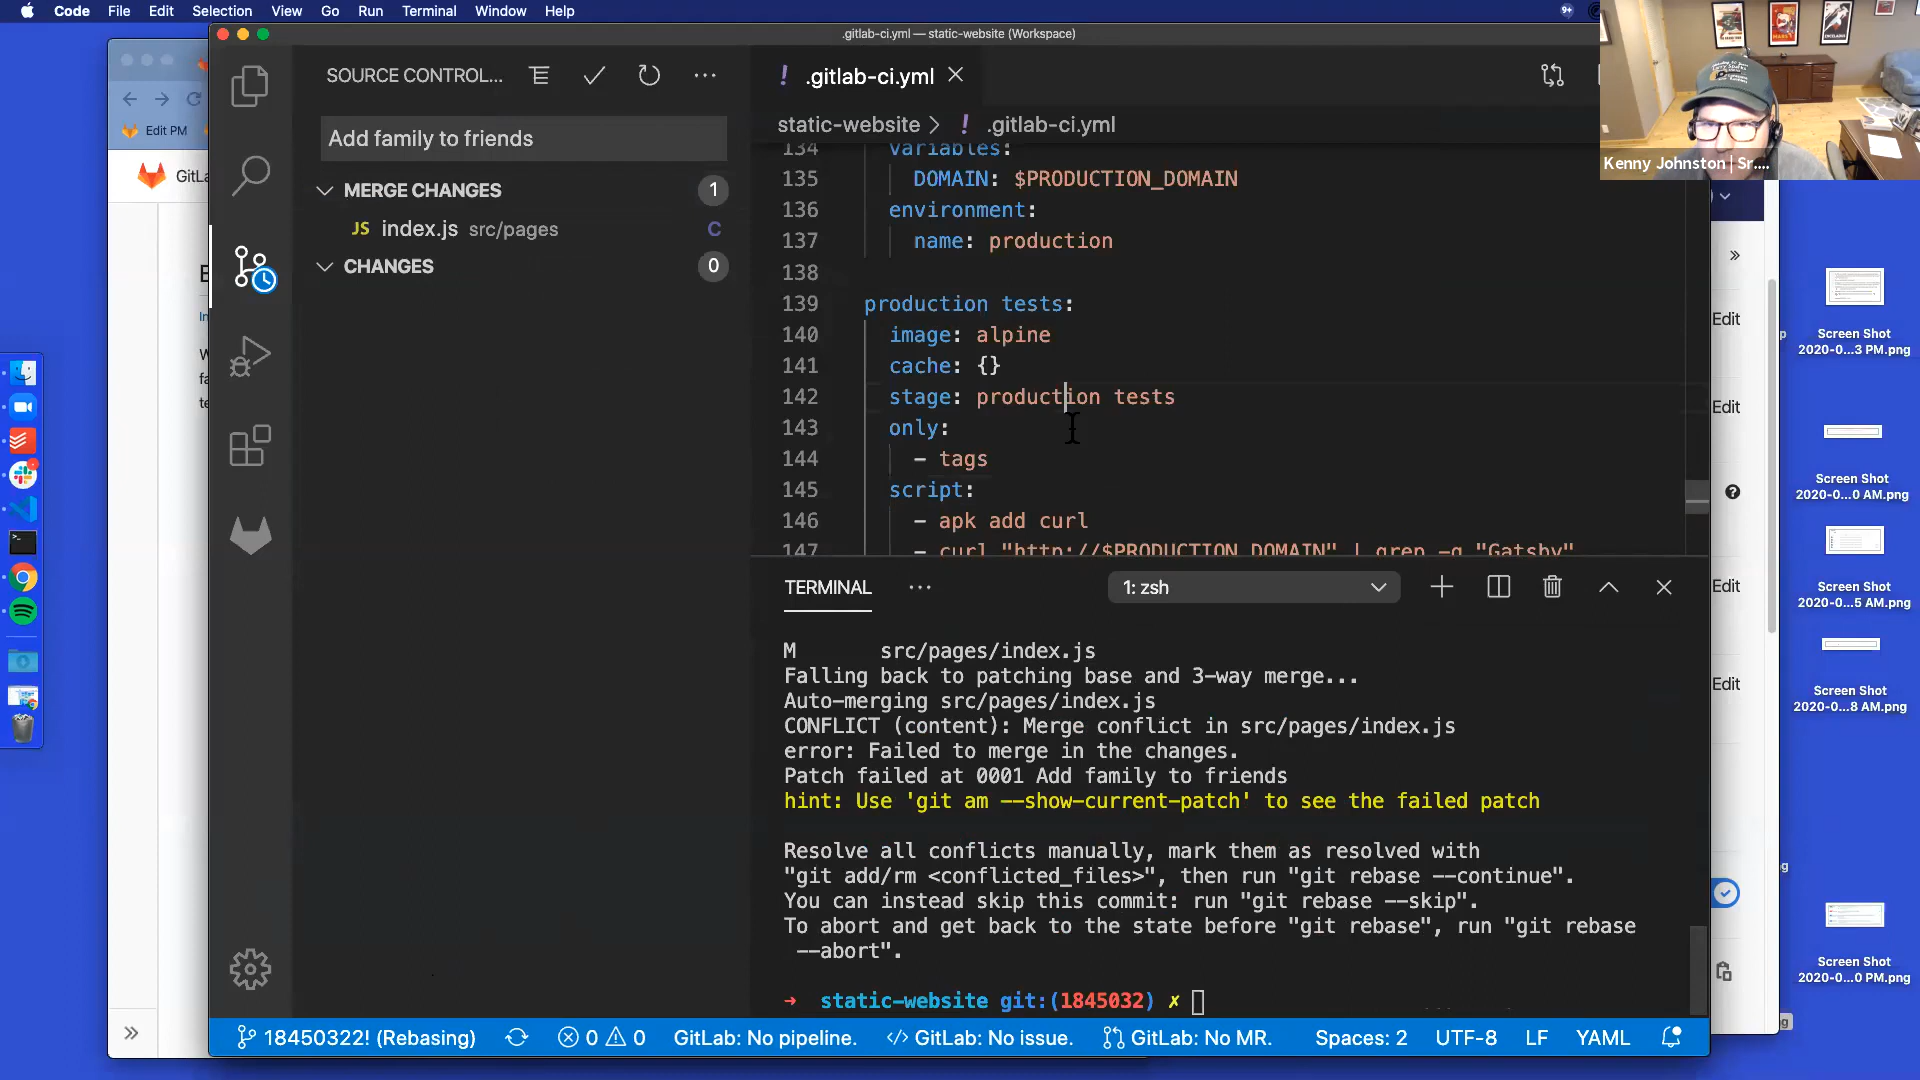 Code File Edit Selection View Go Run Terminal Window Help
9+
.gitlab-ci.yml — static-website (Workspace)
SOURCE CONTROL...
Add family to friends
MERGE CHANGES 1
JS index.js src/pages C
CHANGES 0
! .gitlab-ci.yml
static-website > ! .gitlab-ci.yml
134 variables:
135 DOMAIN: $PRODUCTION_DOMAIN
136 environment:
137 name: production
138
139 production tests:
140 image: alpine
141 cache: {}
142 stage: production tests
143 only:
144 - tags
145 script:
146 - apk add curl
147 - curl "http://$PRODUCTION_DOMAIN" | grep -q "Gatsby"
TERMINAL
1: zsh
M src/pages/index.js
Falling back to patching base and 3-way merge...
Auto-merging src/pages/index.js
CONFLICT (content): Merge conflict in src/pages/index.js
error: Failed to merge in the changes.
Patch failed at 0001 Add family to friends
hint: Use 'git am --show-current-patch' to see the failed patch
Resolve all conflicts manually, mark them as resolved with
"git add/rm <conflicted_files>", then run "git rebase --continue".
You can instead skip this commit: run "git rebase --skip".
To abort and get back to the state before "git rebase", run "git rebase
--abort".
→ static-website git:(1845032) ✗
18450322! (Rebasing) 0 0 GitLab: No pipeline. GitLab: No issue. GitLab: No MR. Spaces: 2 UTF-8 LF YAML
Edit PM
GitLa
Kenny Johnston | Sr....
Edit
Edit
Edit
Edit
Screen Shot
2020-0...3 PM.png
Screen Shot
2020-0...0 AM.png
Screen Shot
2020-0...5 AM.png
Screen Shot
2020-0...8 AM.png
Screen Shot
2020-0...0 PM.png